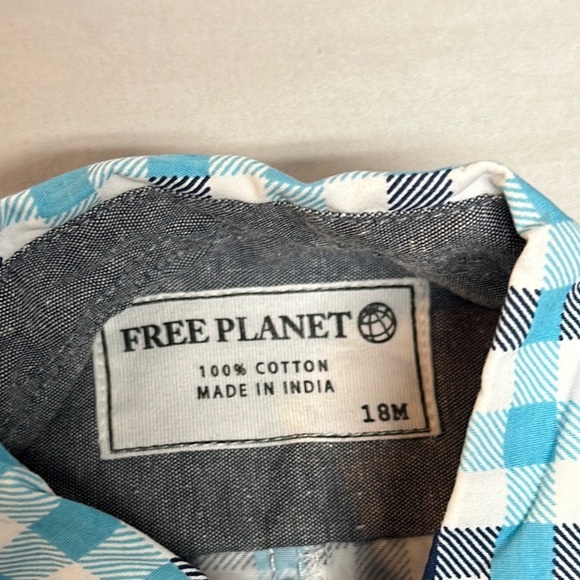 FREE PLANET
100% COTTON
MADE IN INDIA
18M